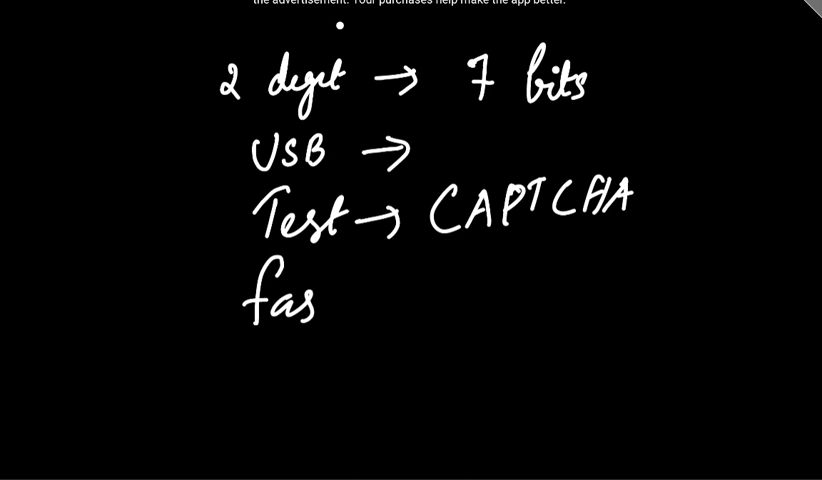 the advertisement. Your purchases help make the app better.
2 digit → 7 bits
USB →
Test → CAPTCHA
fas